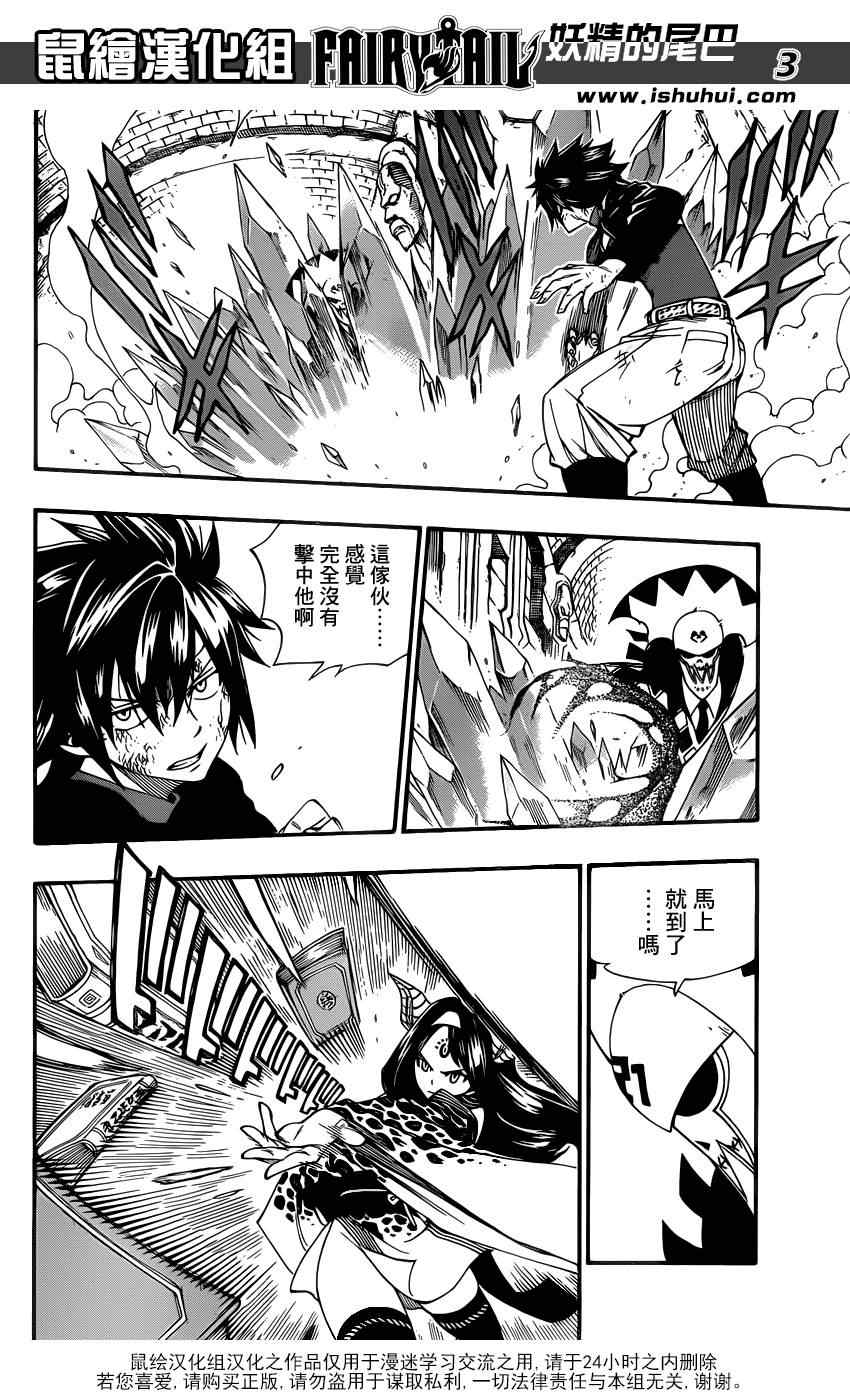 鼠繪漢化組
FAIRY TAIL
妖精的尾巴
3
www.ishuhui.com
這傢伙……
感覺
完全沒有
擊中他啊
馬上
就到了
……嗎
21
鼠绘汉化组汉化之作品仅用于漫迷学习交流之用, 请于24小时之内删除
若您喜爱, 请购买正版, 请勿盗用于谋取私利, 一切法律责任与本组无关, 谢谢。